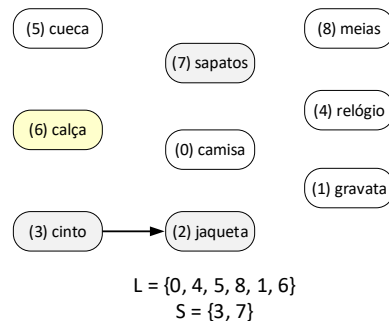 (5) cueca
(8) meias
(7) sapatos
(4) relógio
(6) calça
(0) camisa
(1) gravata
(3) cinto
(2) jaqueta
L = {0, 4, 5, 8, 1, 6}
S = {3, 7}